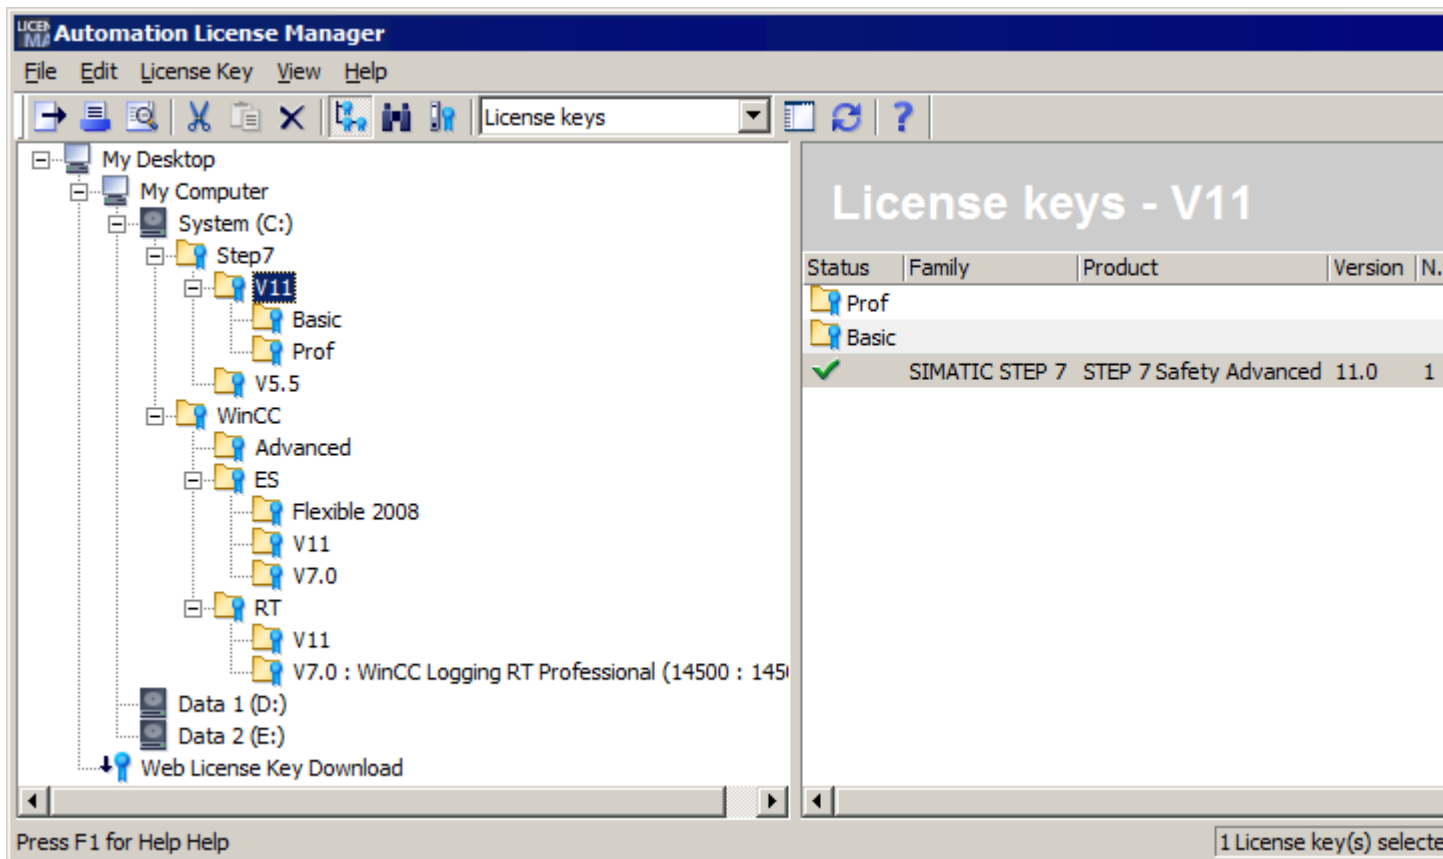 Automation License Manager
File Edit License Key View Help
License keys
My Desktop
My Computer
System (C:)
Step7
V11
Basic
Prof
V5.5
WinCC
Advanced
ES
Flexible 2008
V11
V7.0
RT
V11
V7.0 : WinCC Logging RT Professional (14500 : 145
Data 1 (D:)
Data 2 (E:)
Web License Key Download
License keys - V11
Status Family Product Version N.
Prof
Basic
SIMATIC STEP 7 STEP 7 Safety Advanced 11.0 1
Press F1 for Help Help
1 License key(s) selecte